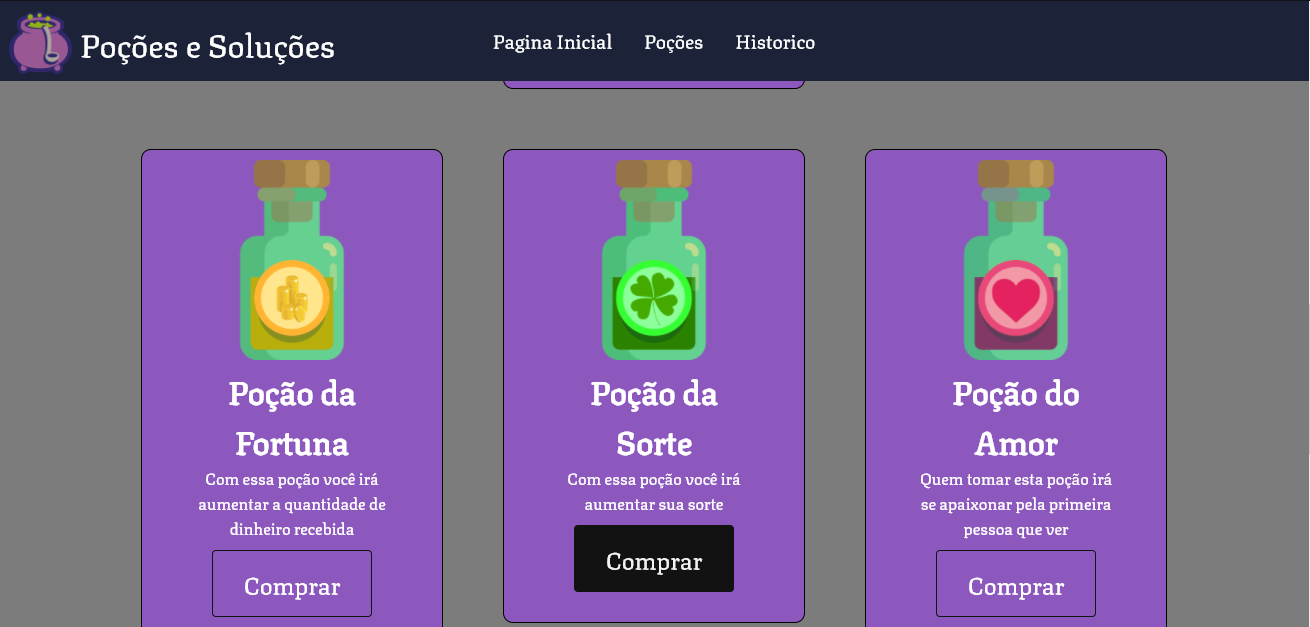 Poções e Soluções
Pagina Inicial
Poções
Historico
Poção da
Fortuna
Com essa poção você irá
aumentar a quantidade de
dinheiro recebida
Comprar
Poção da
Sorte
Com essa poção você irá
aumentar sua sorte
Comprar
Poção do
Amor
Quem tomar esta poção irá
se apaixonar pela primeira
pessoa que ver
Comprar